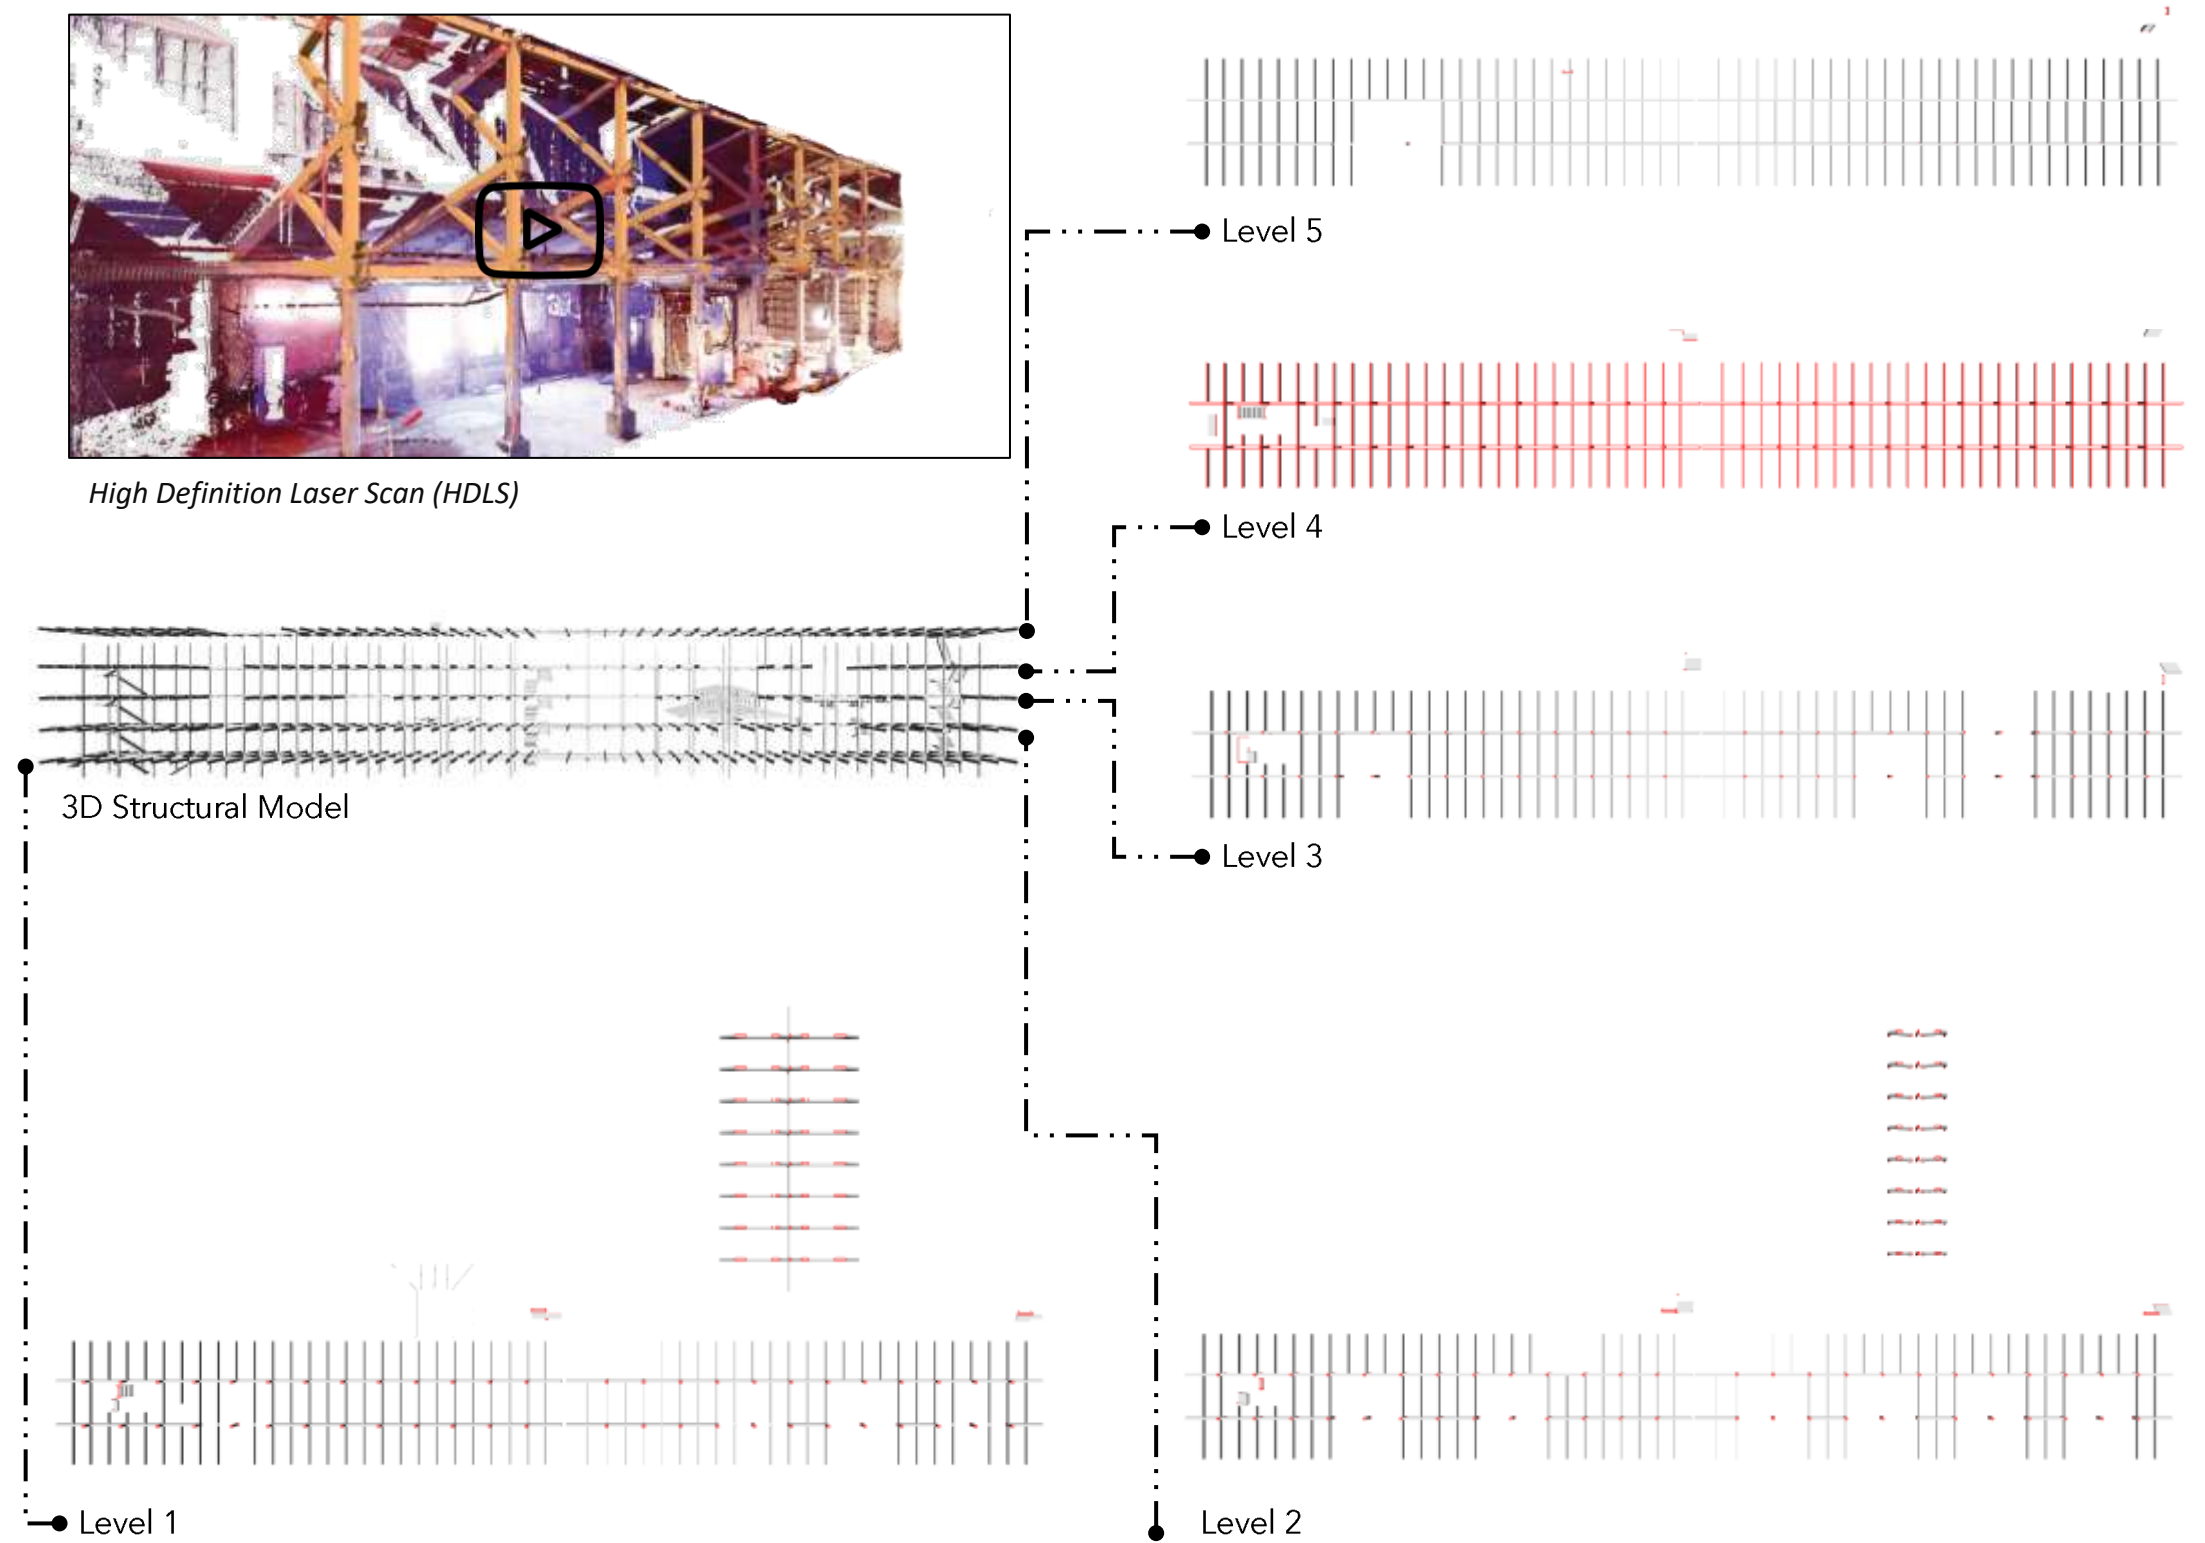 High Definition Laser Scan (HDLS)
Level 5
Level 4
3D Structural Model
Level 3
Level 1
Level 2